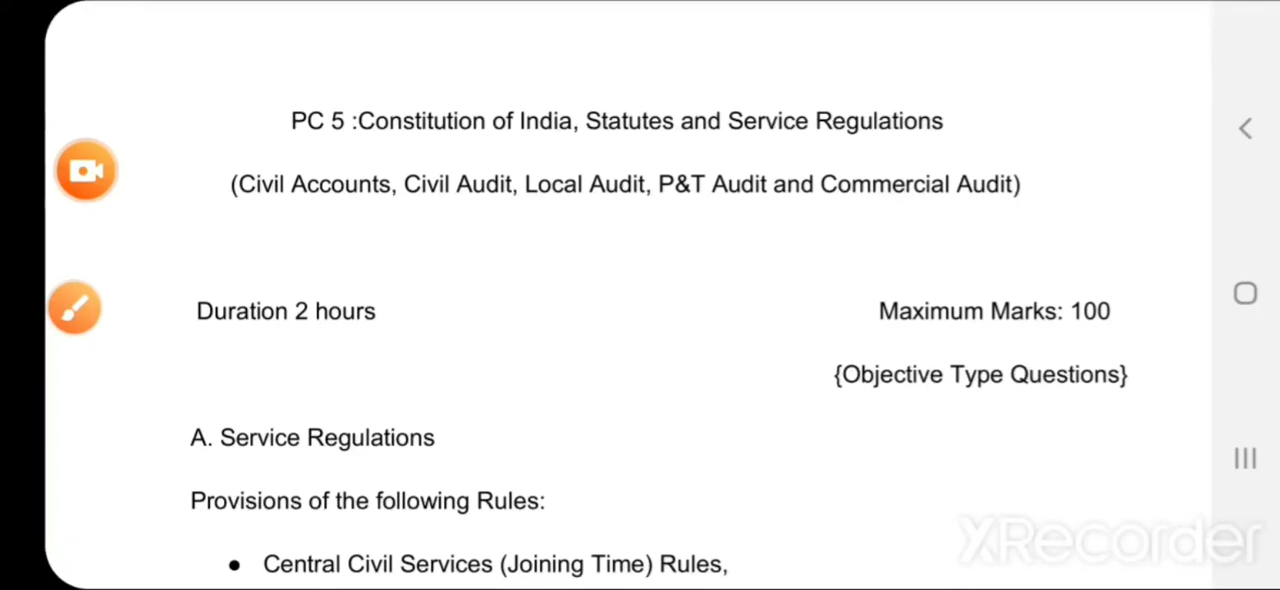 PC 5 :Constitution of India, Statutes and Service Regulations
(Civil Accounts, Civil Audit, Local Audit, P&T Audit and Commercial Audit)
Duration 2 hours
Maximum Marks: 100
{Objective Type Questions}
A. Service Regulations
Provisions of the following Rules:
● Central Civil Services (Joining Time) Rules,
XRecorder